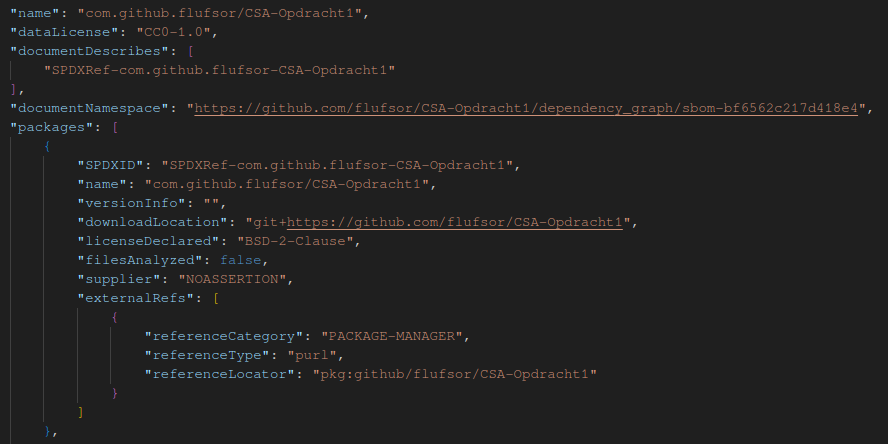 "name": "com.github.flufsor/CSA-Opdracht1",
"dataLicense": "CC0-1.0",
"documentDescribes": [
"SPDXRef-com.github.flufsor-CSA-Opdracht1"
],
"documentNamespace": "https://github.com/flufsor/CSA-Opdracht1/dependency_graph/sbom-bf6562c217d418e4",
"packages": [
{
"SPDXID": "SPDXRef-com.github.flufsor-CSA-Opdracht1",
"name": "com.github.flufsor/CSA-Opdracht1",
"versionInfo": "",
"downloadLocation": "git+https://github.com/flufsor/CSA-Opdracht1",
"licenseDeclared": "BSD-2-Clause",
"filesAnalyzed": false,
"supplier": "NOASSERTION",
"externalRefs": [
{
"referenceCategory": "PACKAGE-MANAGER",
"referenceType": "purl",
"referenceLocator": "pkg:github/flufsor/CSA-Opdracht1"
}
]
},